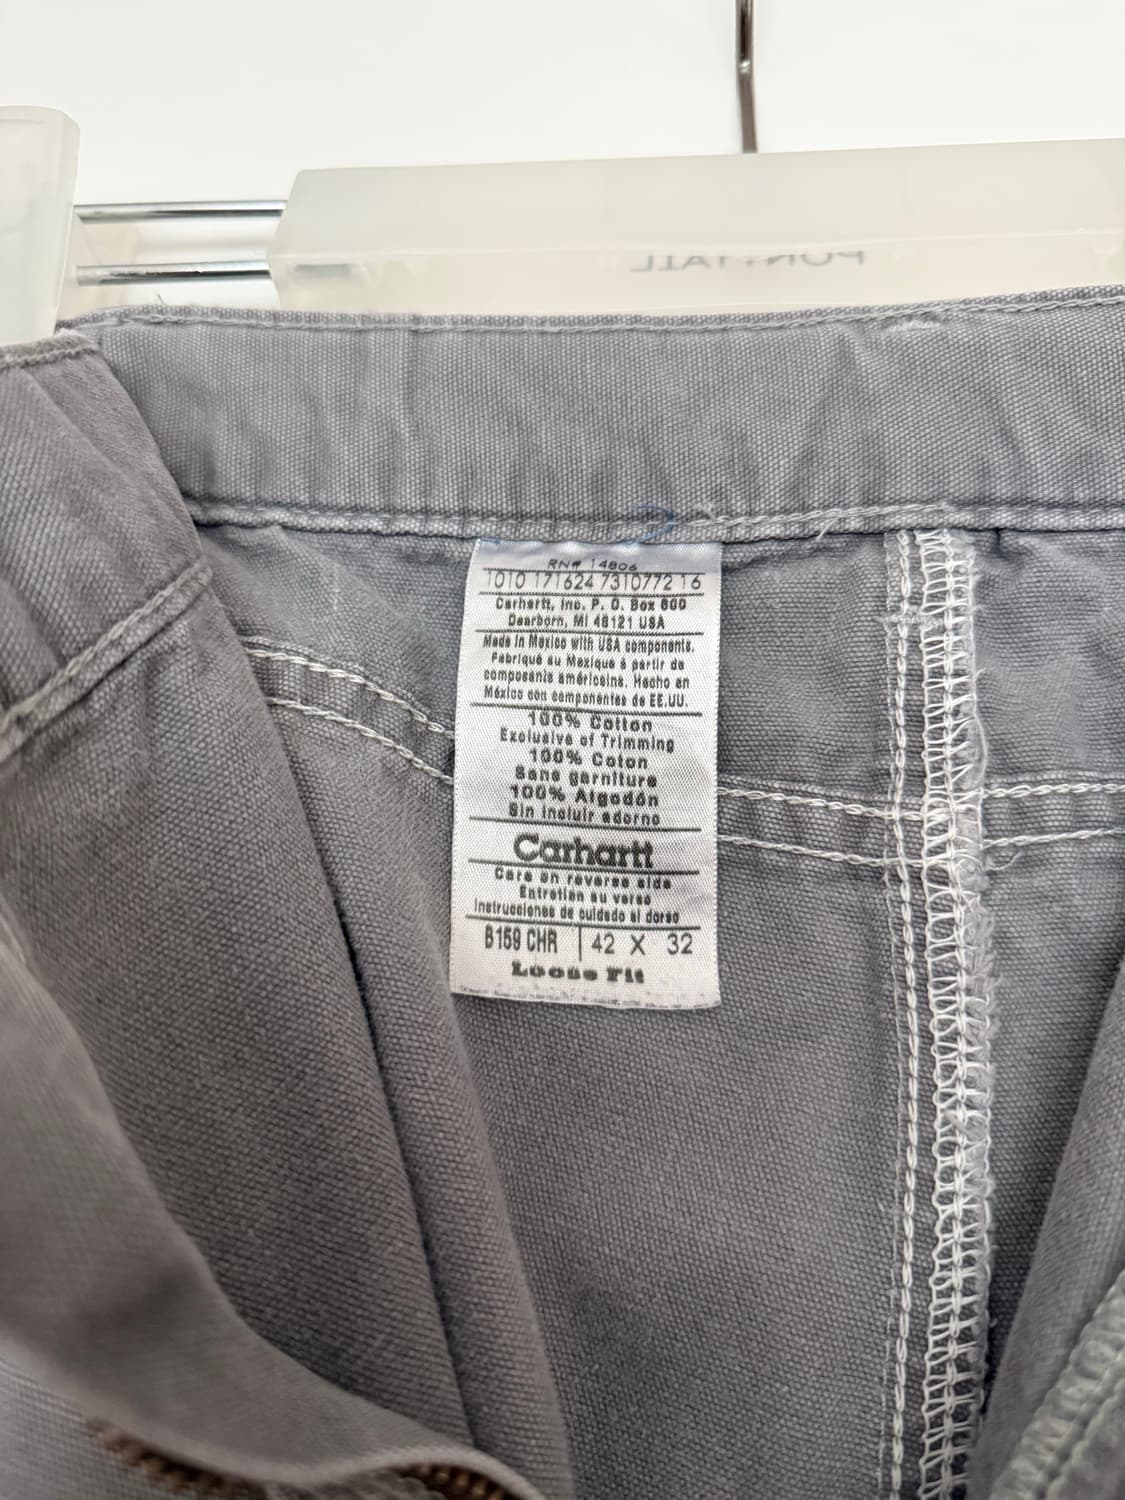 RN# 14806
1010 171624 7310772 16
Carhartt, Inc. P. O. Box 600
Dearborn, MI 48121 USA
Made in Mexico with USA components.
Fabriqué au Mexique à partir de
composants américains. Hecho en
México con componentes de EE.UU.
100% Cotton
Exclusive of Trimming
100% Coton
Sans garniture
100% Algodón
Sin incluir adorno
Carhartt
Care on reverse side
Entretien au verso
Instrucciones de cuidado al dorso
B159 CHR 42 X 32
Loose Fit